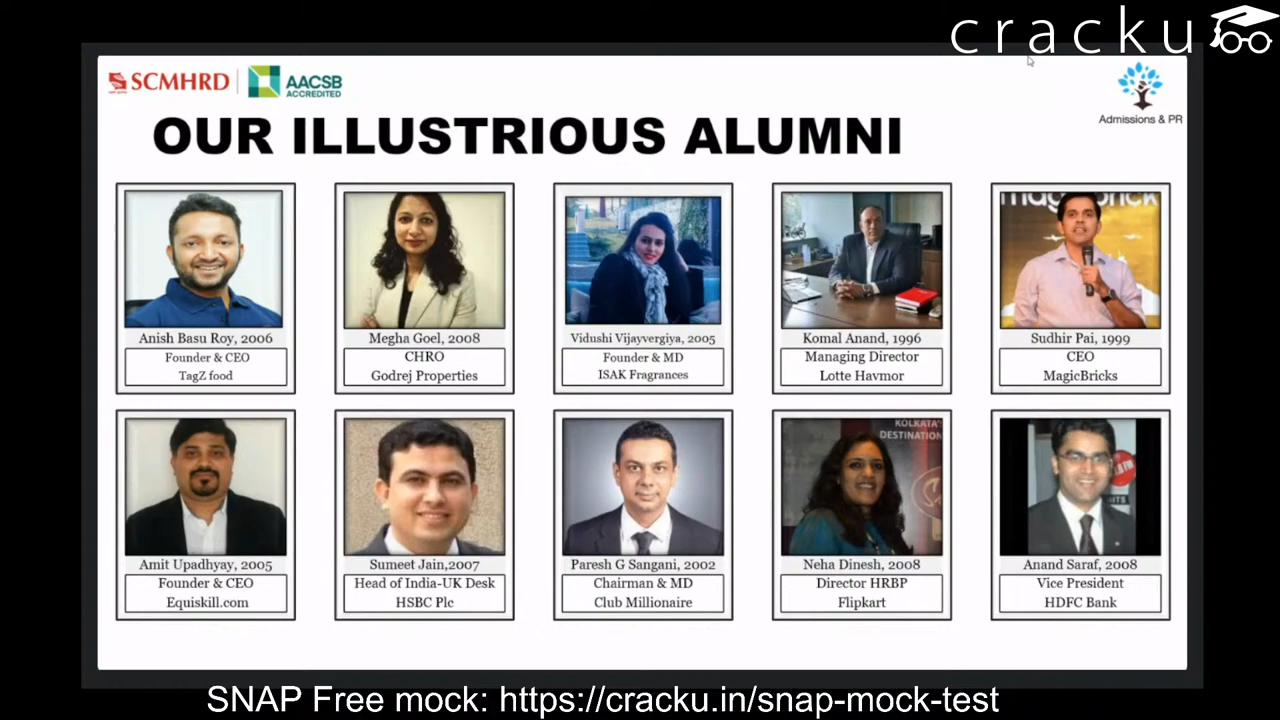 cracku
SCMHRD
AACSB
ACCREDITED
Admissions & PR
OUR ILLUSTRIOUS ALUMNI
magicbrick
Anish Basu Roy, 2006
Founder & CEO
TagZ food
Megha Goel, 2008
CHRO
Godrej Properties
Vidushi Vijayvergiya, 2005
Founder & MD
ISAK Fragrances
Komal Anand, 1996
Managing Director
Lotte Havmor
Sudhir Pai, 1999
CEO
MagicBricks
KOLKATA'S
DESTINATION
Amit Upadhyay, 2005
Founder & CEO
Equiskill.com
Sumeet Jain,2007
Head of India-UK Desk
HSBC Plc
Paresh G Sangani, 2002
Chairman & MD
Club Millionaire
Neha Dinesh, 2008
Director HRBP
Flipkart
Anand Saraf, 2008
Vice President
HDFC Bank
SNAP Free mock: https://cracku.in/snap-mock-test